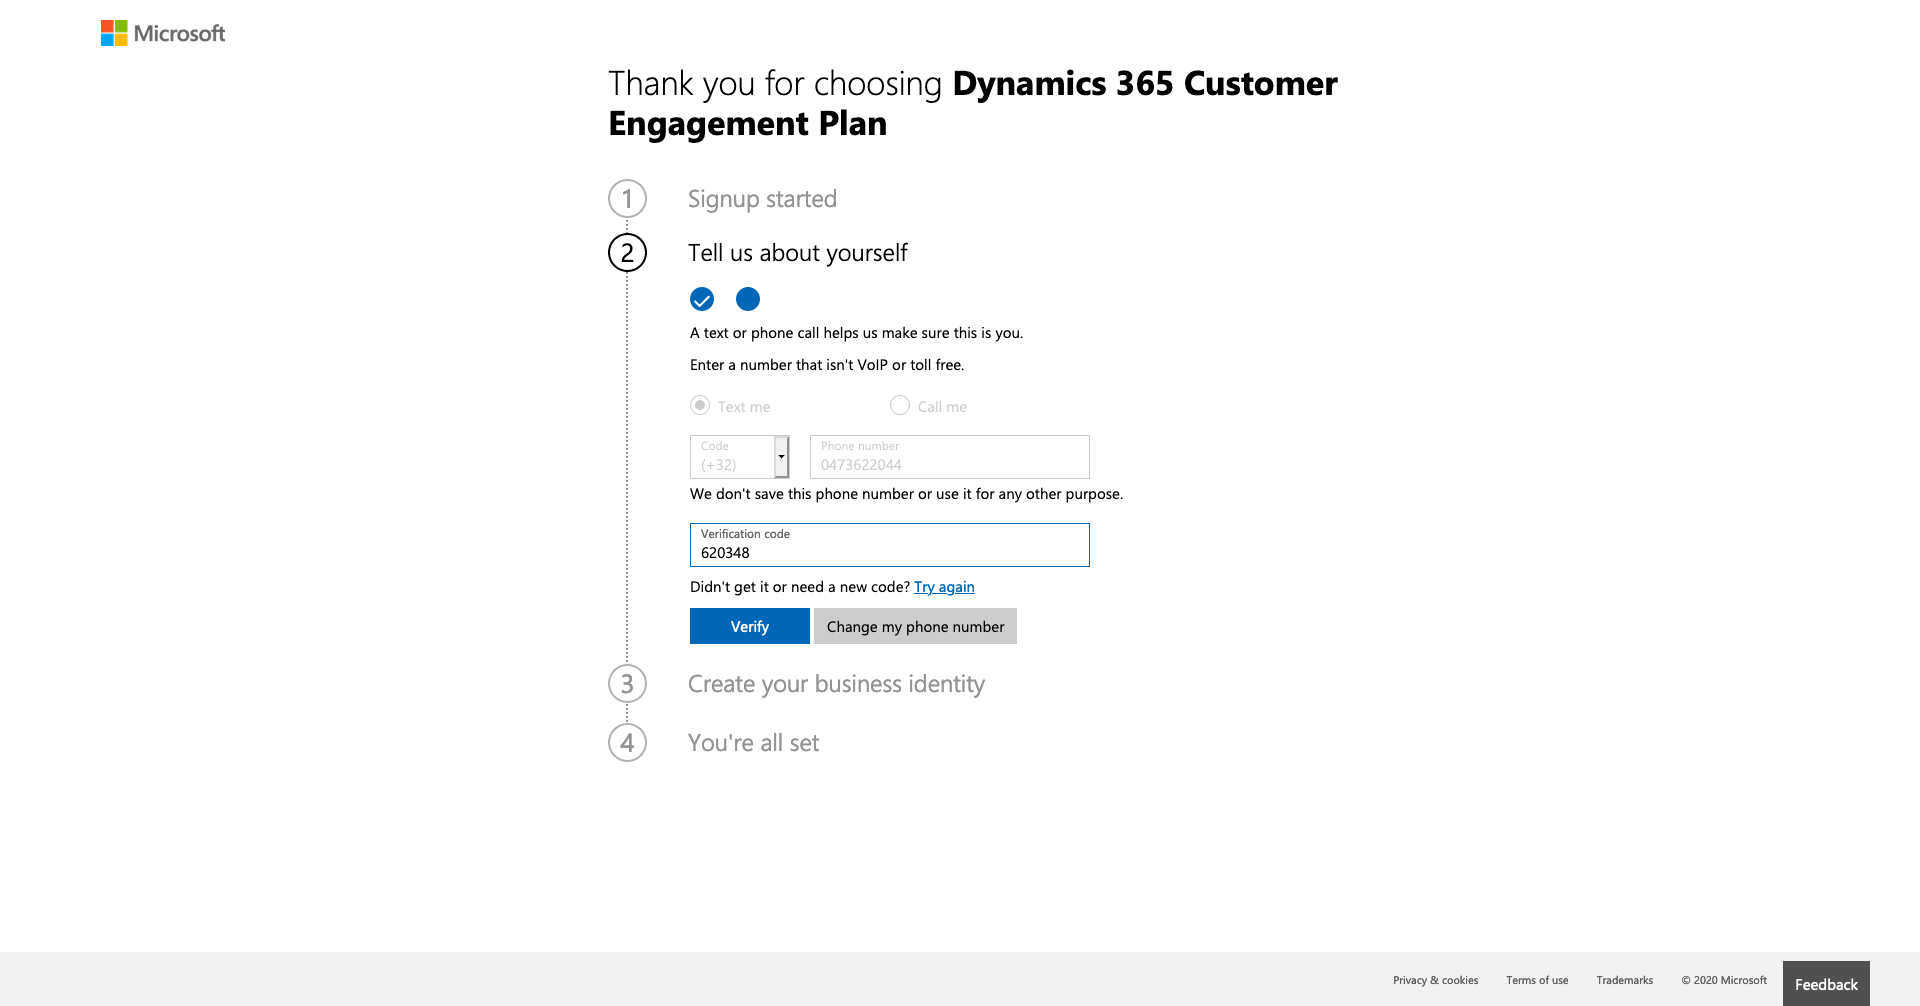 Microsoft
Thank you for choosing Dynamics 365 Customer
Engagement Plan
1 Signup started
2 Tell us about yourself
A text or phone call helps us make sure this is you.
Enter a number that isn't VoIP or toll free.
Text me Call me
Code Phone number
(+32) 0473622044
We don't save this phone number or use it for any other purpose.
Verification code
620348
Didn't get it or need a new code? Try again
Verify Change my phone number
3 Create your business identity
4 You're all set
Privacy & cookies Terms of use Trademarks © 2020 Microsoft Feedback